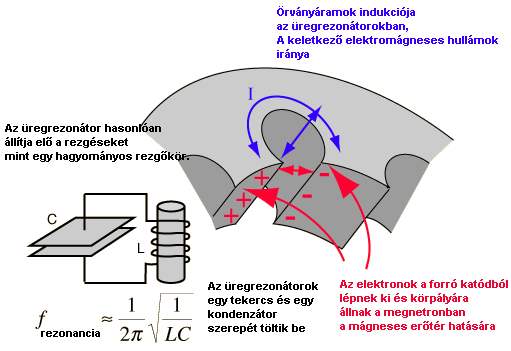 Örványáramok indukciója
az üregrezonátorokban,
A keletkező elektromágneses hullámok
iránya
I
Az üregrezonátor hasonlóan
állítja elő a rezgéseket
mint egy hagyományos rezgőkör.
+ -
+ -
+ + -
C
L
f rezonancia ≈ 1/2π √1/LC
Az üregrezonátorok
egy tekercs és egy
kondenzátor
szerepét töltik be
Az elektronok a forró katódból
lépnek ki és körpályára
állnak a megnetronban
a mágneses erőtér hatására